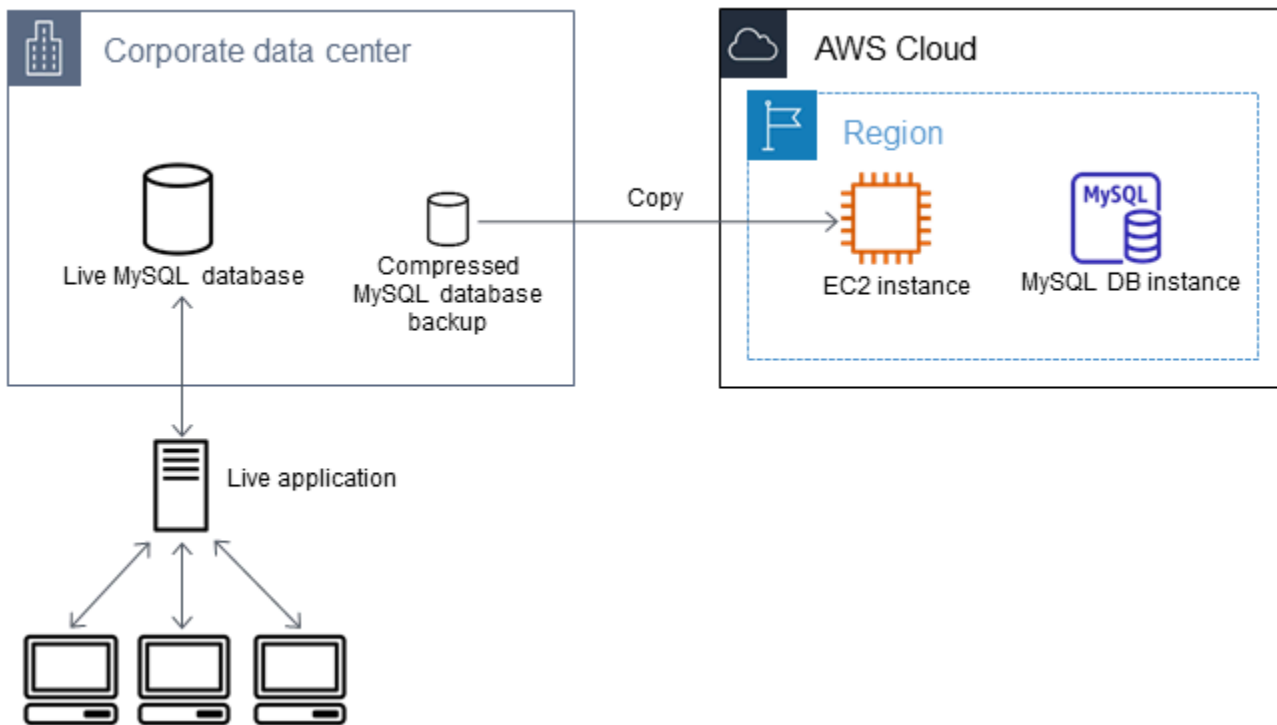 Corporate data center
AWS Cloud
Region
MySQL
Copy
Live MySQL database
Compressed
MySQL database
backup
EC2 instance
MySQL DB instance
Live application